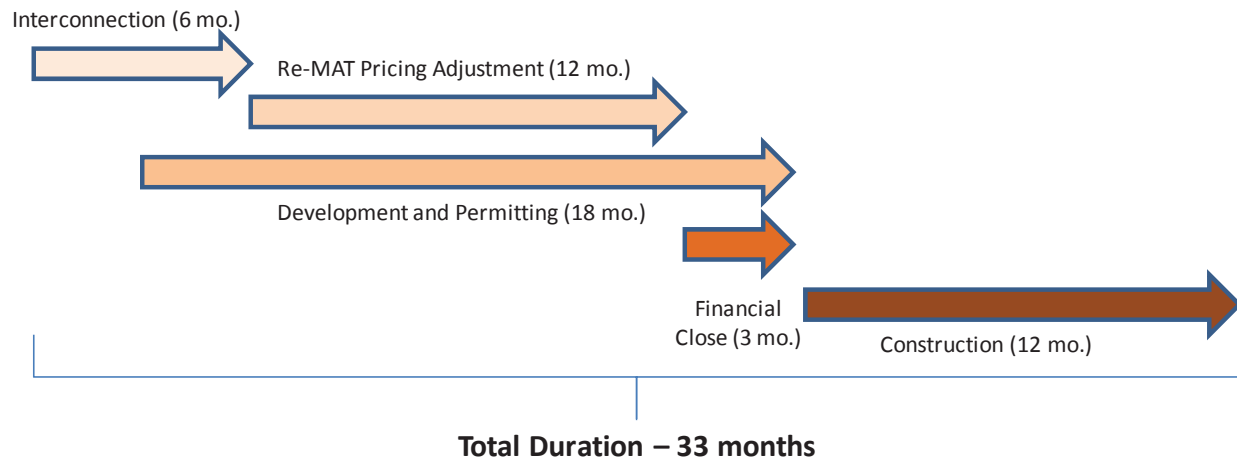 Interconnection (6 mo.)
Re-MAT Pricing Adjustment (12 mo.)
Development and Permitting (18 mo.)
Financial
Close (3 mo.)
Construction (12 mo.)
Total Duration – 33 months